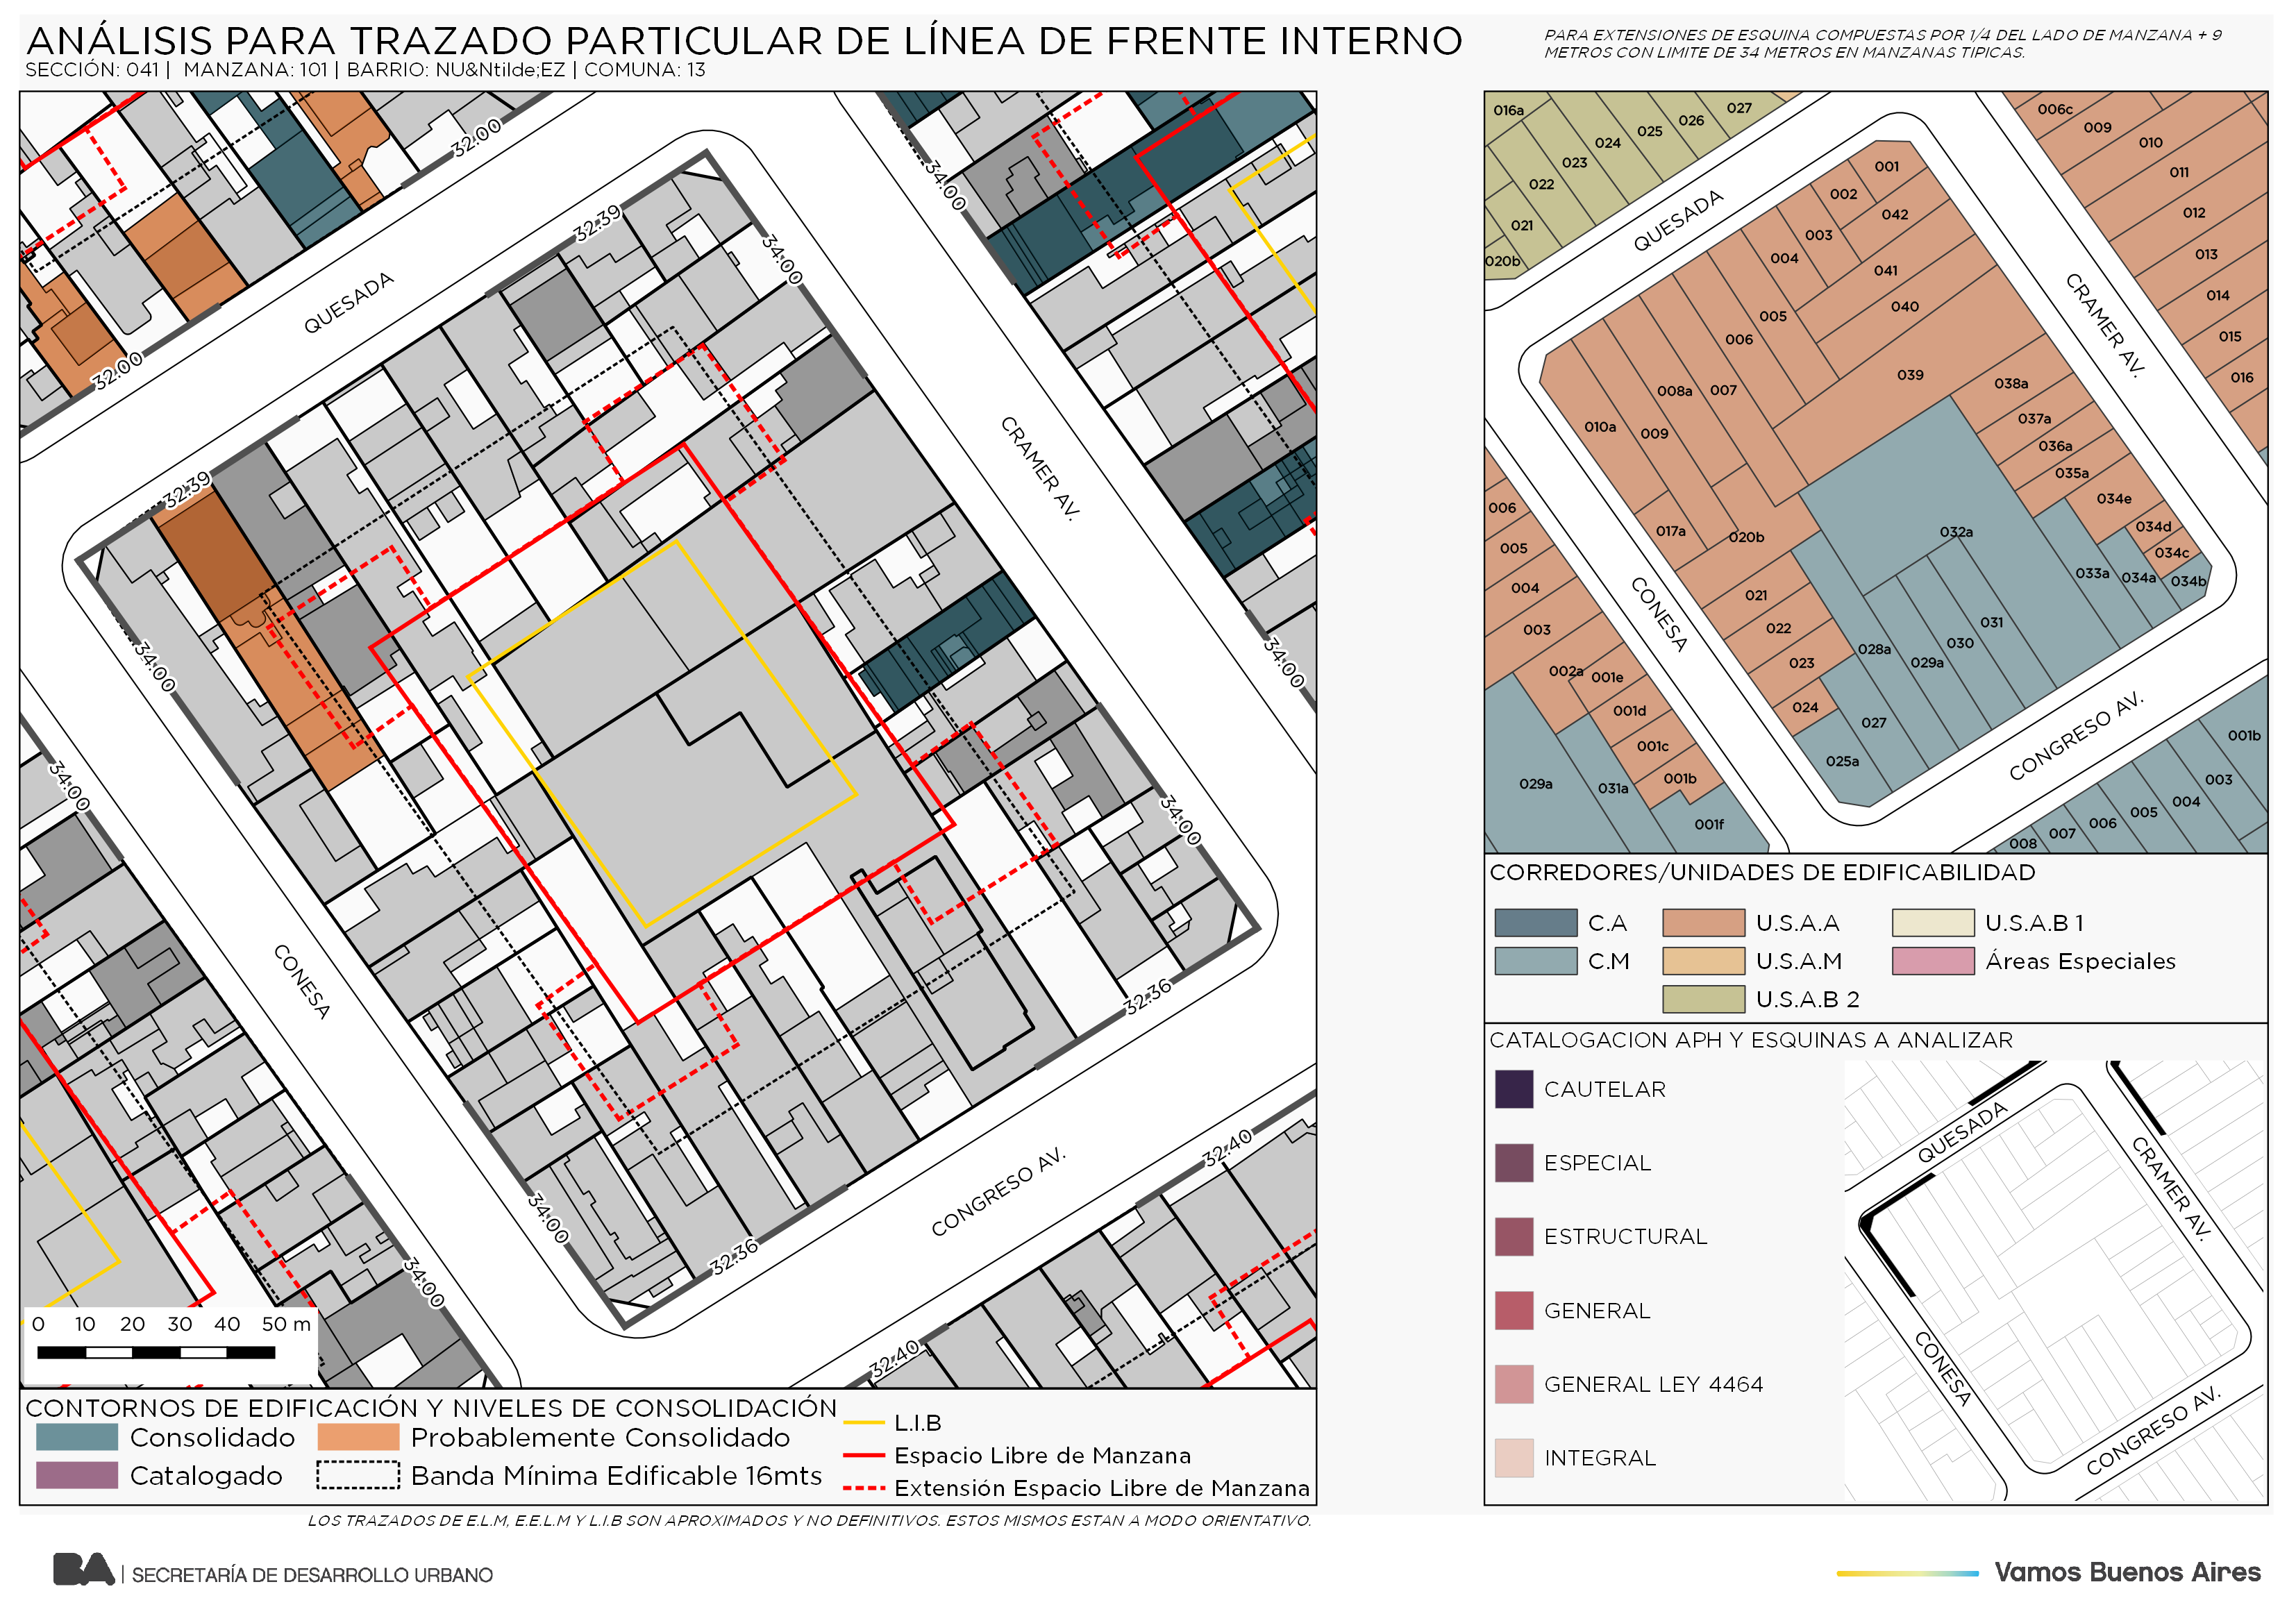 ANÁLISIS PARA TRAZADO PARTICULAR DE LÍNEA DE FRENTE INTERNO
SECCIÓN: 041 | MANZANA: 101 | BARRIO: NU&Ntilde;EZ | COMUNA: 13
PARA EXTENSIONES DE ESQUINA COMPUESTAS POR 1/4 DEL LADO DE MANZANA + 9
METROS CON LIMITE DE 34 METROS EN MANZANAS TIPICAS.
32.00
34.00
32.39
34.00
QUESADA
32.00
CRAMER AV.
32.39
34.00
34.00
34.00
34.00
CONESA
32.36
34.00
CONGRESO AV.
32.40
34.00
32.36
32.40
0 10 20 30 40 50 m
CONTORNOS DE EDIFICACIÓN Y NIVELES DE CONSOLIDACIÓN
Consolidado
Probablemente Consolidado
Catalogado
Banda Mínima Edificable 16mts
L.I.B
Espacio Libre de Manzana
Extensión Espacio Libre de Manzana
LOS TRAZADOS DE E.L.M, E.E.L.M Y L.I.B SON APROXIMADOS Y NO DEFINITIVOS. ESTOS MISMOS ESTAN A MODO ORIENTATIVO.
016a
027
026
025
024
023
022
021
020b
006c
009
010
011
012
013
014
015
016
QUESADA
CRAMER AV.
001
002
042
003
004
041
005
040
006
039
007
008a
038a
009
010a
037a
036a
035a
034e
034d
034c
034b
034a
033a
032a
017a
020b
021
022
023
024
031
030
029a
028a
027
025a
CONESA
CONGRESO AV.
006
005
004
003
002a
001e
001d
001c
001b
001f
031a
029a
001b
003
004
005
006
007
008
CORREDORES/UNIDADES DE EDIFICABILIDAD
C.A
U.S.A.A
U.S.A.B 1
C.M
U.S.A.M
Áreas Especiales
U.S.A.B 2
CATALOGACION APH Y ESQUINAS A ANALIZAR
CAUTELAR
ESPECIAL
ESTRUCTURAL
GENERAL
GENERAL LEY 4464
INTEGRAL
QUESADA
CRAMER AV.
CONESA
CONGRESO AV.
BA | SECRETARÍA DE DESARROLLO URBANO
Vamos Buenos Aires